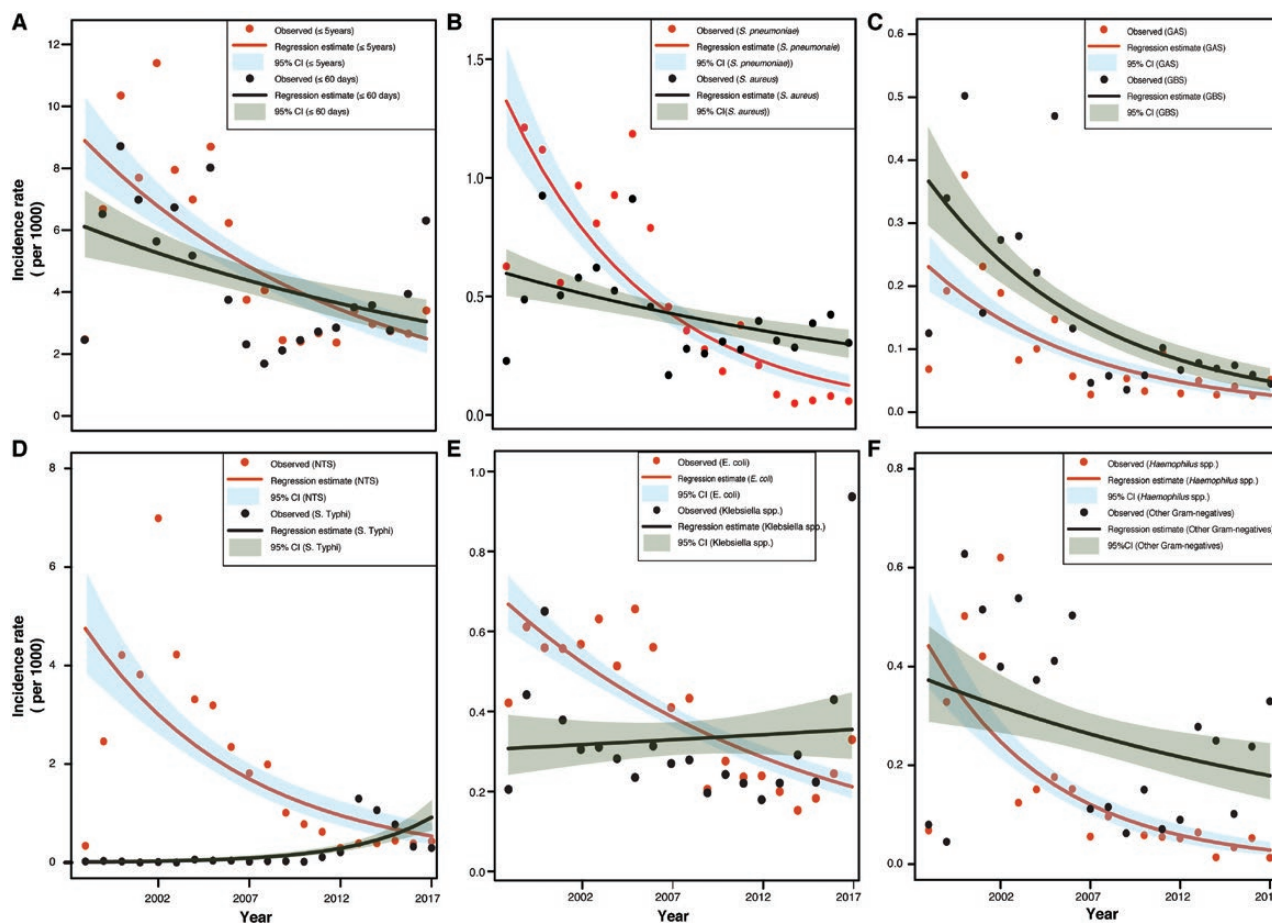 A
Observed (≤ 5years)
Regression estimate (≤ 5years)
95% CI (≤ 5years)
Observed (≤ 60 days)
Regression estimate (≤ 60 days)
95% CI (≤ 60 days)
12
10
8
6
4
2
0
Incidence rate
( per 1000)
B
Observed (S. pneumoniae)
Regression estimate (S. pneumonaie)
95% CI (S. pneumoniae))
Observed (S. aureus)
Regression estimate (S. aureus)
95% CI(S. aureus))
1.5
1.0
0.5
0.0
2002
2007
2012
2017
C
Observed (GAS)
Regression estimate (GAS)
95% CI (GAS)
Observed (GBS)
Regression estimate (GBS)
95% CI (GBS)
0.6
0.5
0.4
0.3
0.2
0.1
0.0
D
Observed (NTS)
Regression estimate (NTS)
95% CI (NTS)
Observed (S. Typhi)
Regression estimate (S. Typhi)
95% CI (S. Typhi)
8
6
4
2
0
Incidence rate
( per 1000)
2002
2007
2012
2017
Year
E
Observed (E. coli)
Regression estimate (E. coli)
95% CI (E. coli)
Observed (Klebsiella spp.)
Regression estimate (Klebsiella spp.)
95% CI (Klebsiella spp.)
1.0
0.8
0.6
0.4
0.2
0.0
2002
2007
2012
2017
Year
F
Observed (Haemophilus spp.)
Regression estimate (Haemophilus spp.)
95% CI (Haemophilus spp.)
Observed (Other Gram-negatives)
Regression estimate (Other Gram-negatives)
95%CI (Other Gram-negatives)
0.8
0.6
0.4
0.2
0.0
2002
2007
2012
Year